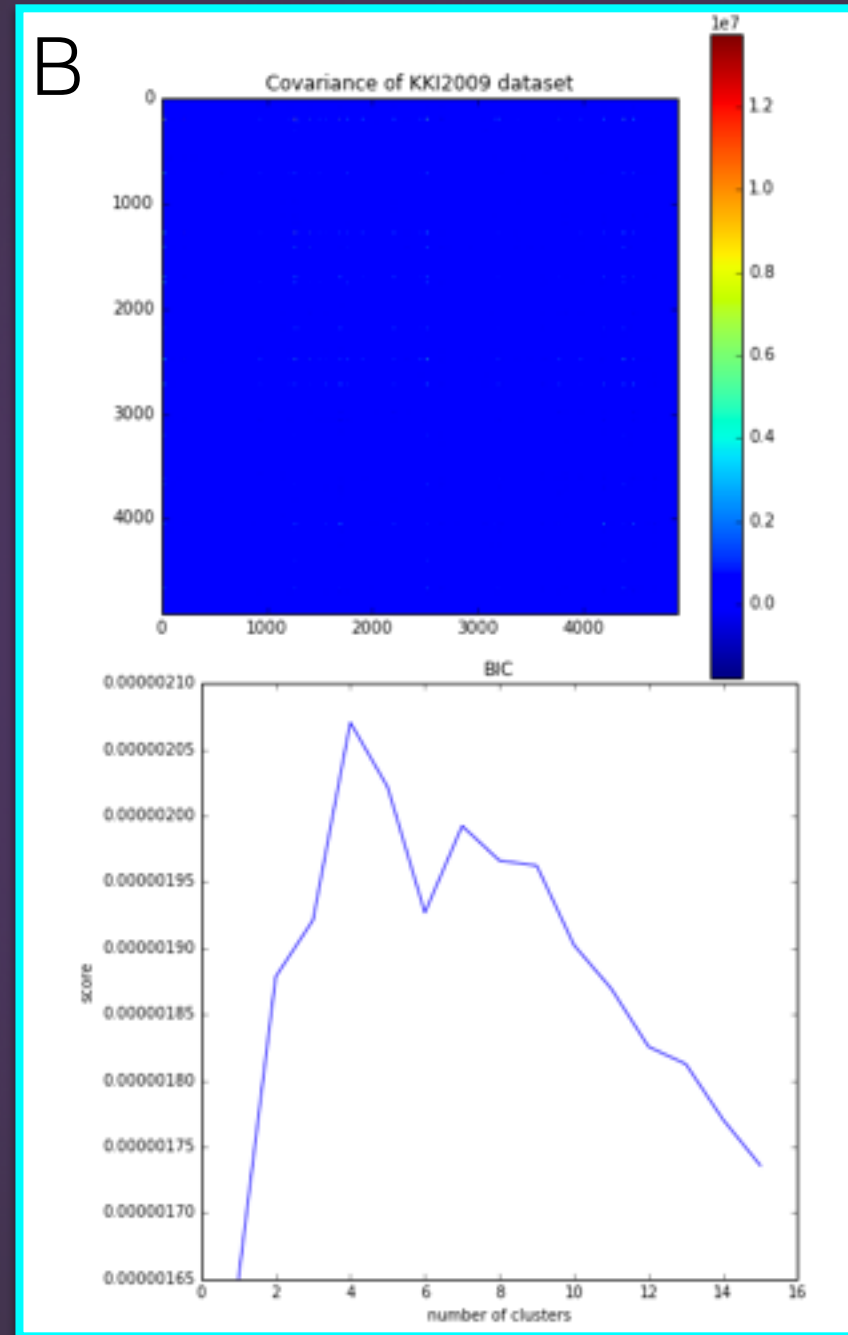 B
1e7
Covariance of KKI2009 dataset
0
1000
2000
3000
4000
0 1000 2000 3000 4000
1.2
1.0
0.8
0.6
0.4
0.2
0.0
BIC
0.00000210
0.00000205
0.00000200
0.00000195
0.00000190
0.00000185
0.00000180
0.00000175
0.00000170
0.00000165
score
0 2 4 6 8 10 12 14 16
number of clusters